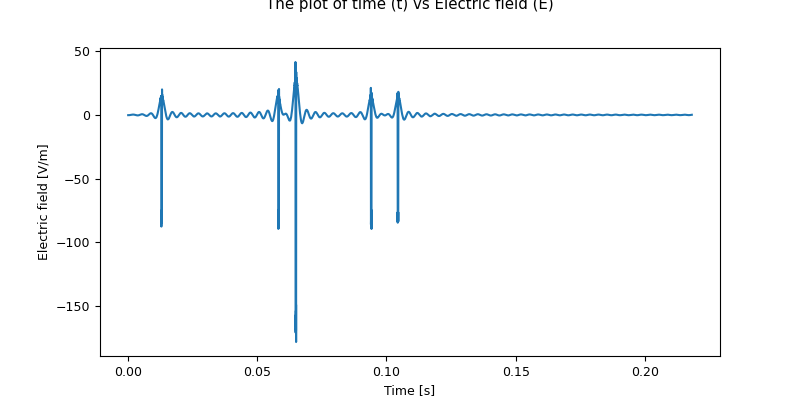 The plot of time (t) vs Electric field (E)
50
0
−50
−100
−150
Electric field [V/m]
0.00 0.05 0.10 0.15 0.20
Time [s]